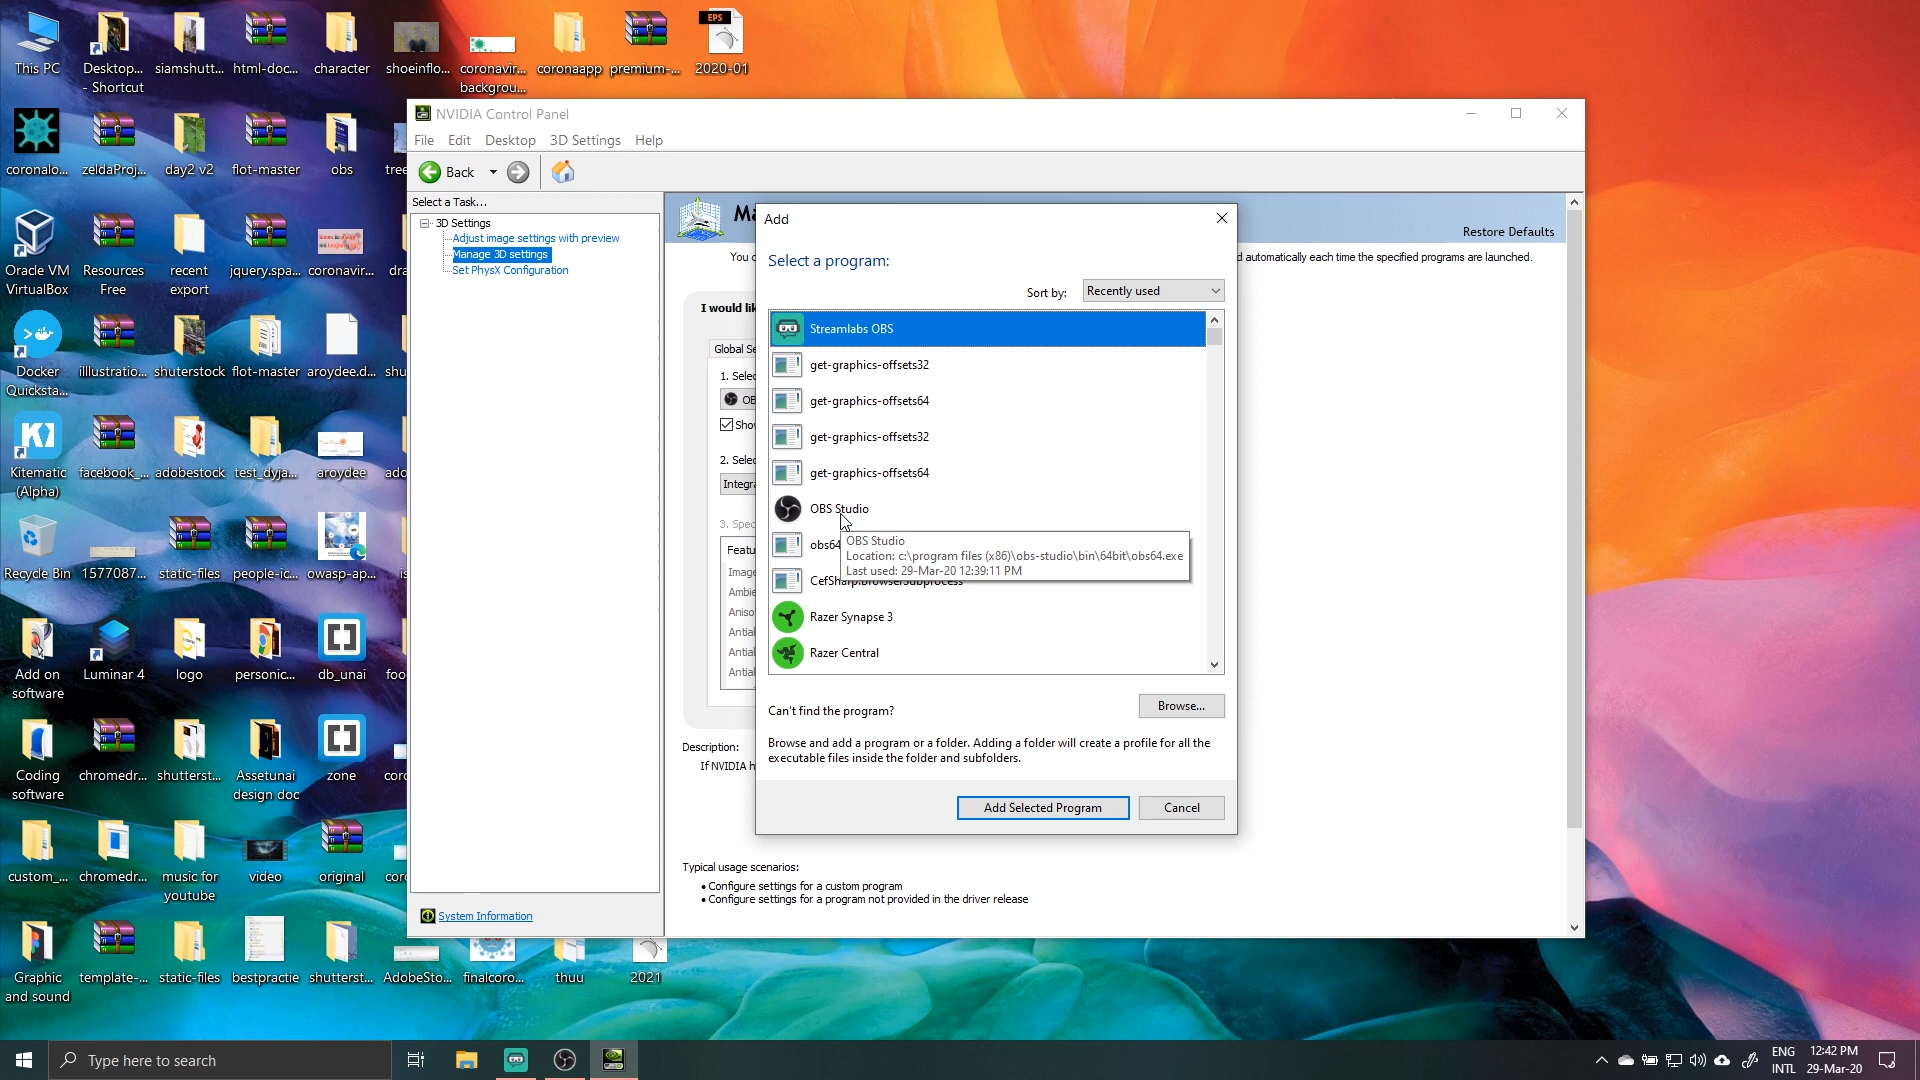 This PC
Desktop...
- Shortcut
siamshutt...
html-doc...
character
shoeinflo...
coronavir...
backgrou...
coronaapp
premium-...
EPS
2020-01
coronalo...
zeldaProj...
day2 v2
flot-master
obs
tree
Oracle VM
VirtualBox
Resources
Free
recent
export
jquery.spa...
coronavir...
dra
Docker
Quicksta...
illlustratio...
shuterstock
flot-master
aroydee.d...
shu
Kitematic
(Alpha)
facebook_...
adobestock
test_dyja...
aroydee
ado
Recycle Bin
1577087...
static-files
people-ic...
owasp-ap...
is
Add on
software
Luminar 4
logo
personic...
db_unai
foo
Coding
software
chromedr...
shutterst...
Assetunai
design doc
zone
cor
custom_...
chromedr...
music for
youtube
video
original
cor
Graphic
and sound
template-...
static-files
bestpractie
shutterst...
AdobeSto...
finalcoro...
thuu
2021
NVIDIA Control Panel
File Edit Desktop 3D Settings Help
Back
Select a Task...
3D Settings
Adjust image settings with preview
Manage 3D settings
Set PhysX Configuration
System Information
Ma
Restore Defaults
You c
d automatically each time the specified programs are launched.
I would lik
Global Se
1. Selec
OB
Show
2. Selec
Integra
3. Spec
Featu
Image
Ambie
Aniso
Antial
Antial
Antial
Description:
If NVIDIA h
Typical usage scenarios:
• Configure settings for a custom program
• Configure settings for a program not provided in the driver release
Add
Select a program:
Sort by: Recently used
Streamlabs OBS
get-graphics-offsets32
get-graphics-offsets64
get-graphics-offsets32
get-graphics-offsets64
OBS Studio
obs64
OBS Studio
Location: c:\program files (x86)\obs-studio\bin\64bit\obs64.exe
Last used: 29-Mar-20 12:39:11 PM
CefSharp.BrowserSubprocess
Razer Synapse 3
Razer Central
Can't find the program?
Browse...
Browse and add a program or a folder. Adding a folder will create a profile for all the
executable files inside the folder and subfolders.
Add Selected Program
Cancel
Type here to search
ENG
INTL
12:42 PM
29-Mar-20